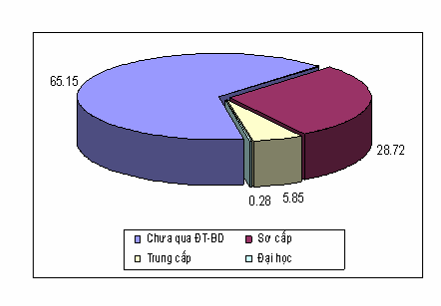 65.15
28.72
0.28
5.85
Chưa qua ĐT-BD
Sơ cấp
Trung cấp
Đại học